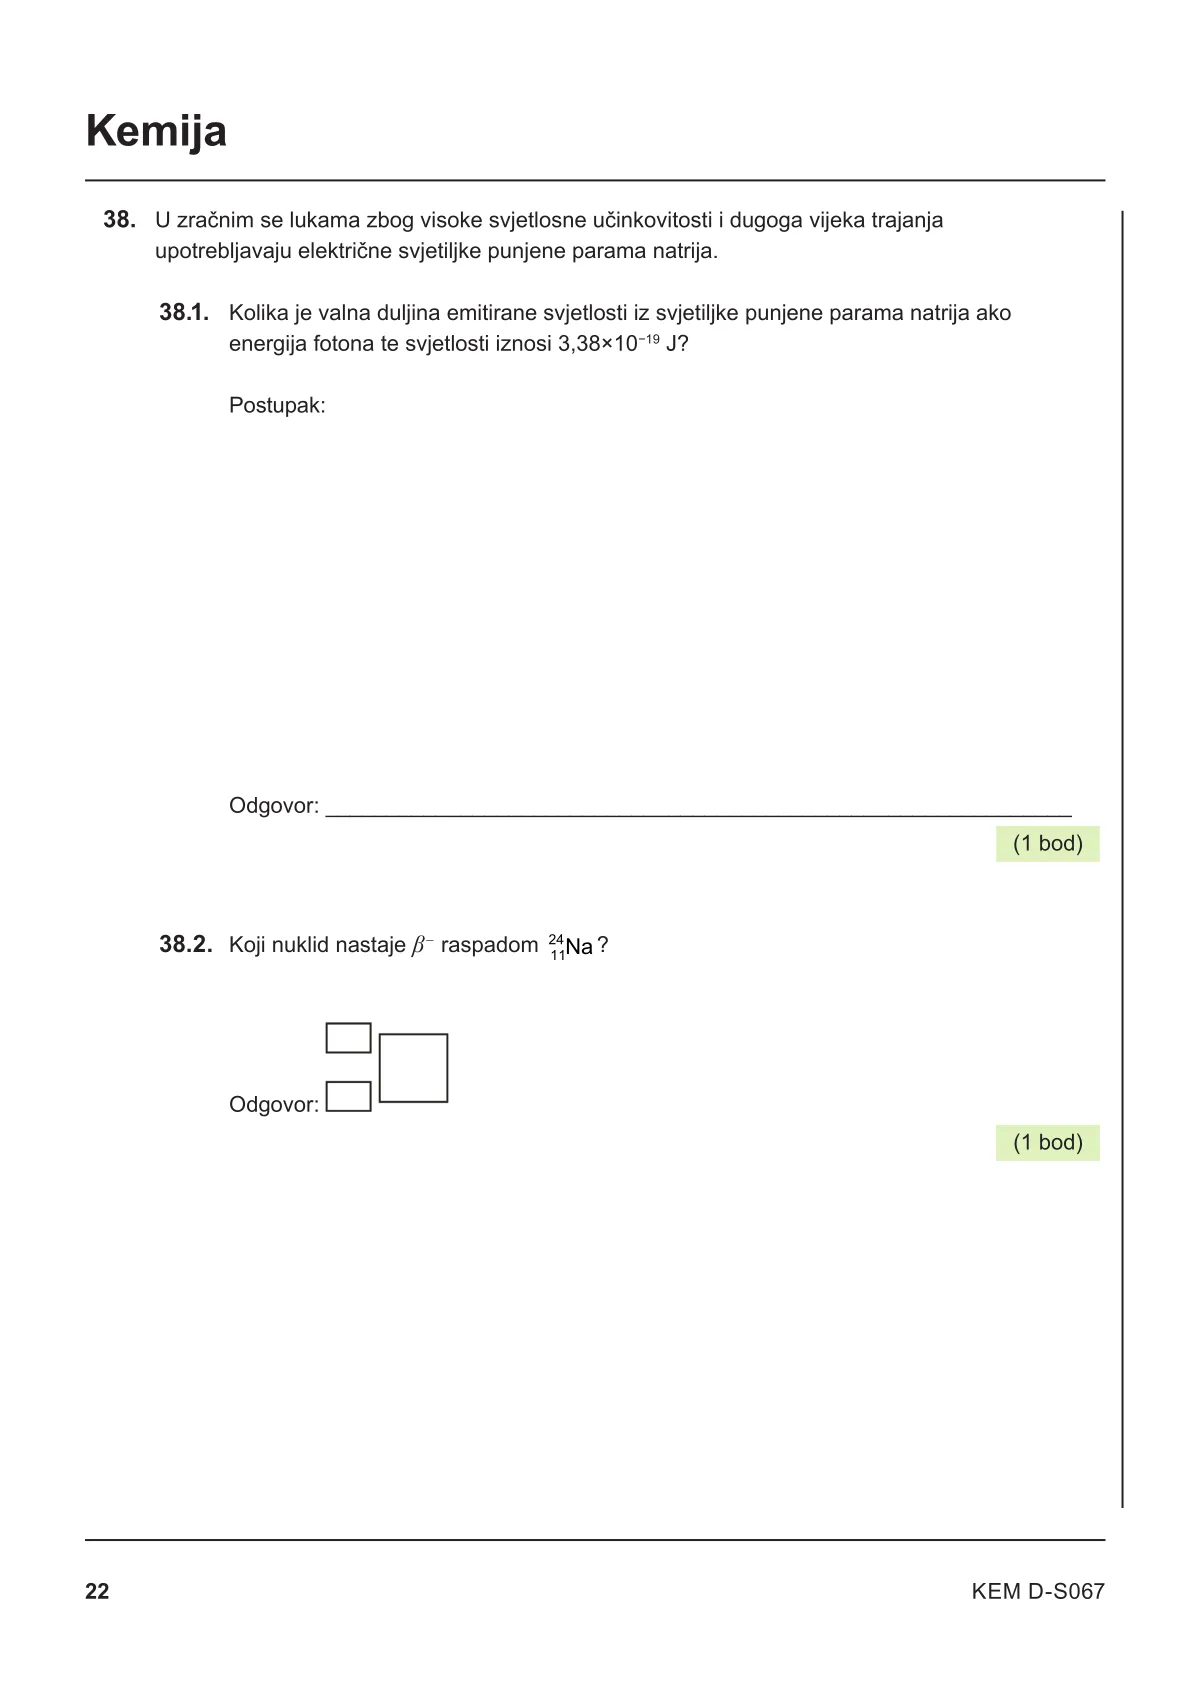 Kemija
38. U zračnim se lukama zbog visoke svjetlosne učinkovitosti i dugoga vijeka trajanja
upotrebljavaju električne svjetiljke punjene parama natrija.
38.1. Kolika je valna duljina emitirane svjetlosti iz svjetiljke punjene parama natrija ako
energija fotona te svjetlosti iznosi 3,38×10⁻¹⁹ J?
Postupak:
Odgovor: ______________________________________________________________
(1 bod)
38.2. Koji nuklid nastaje β⁻ raspadom ²⁴₁₁Na ?
Odgovor:
(1 bod)
22
KEM D-S067